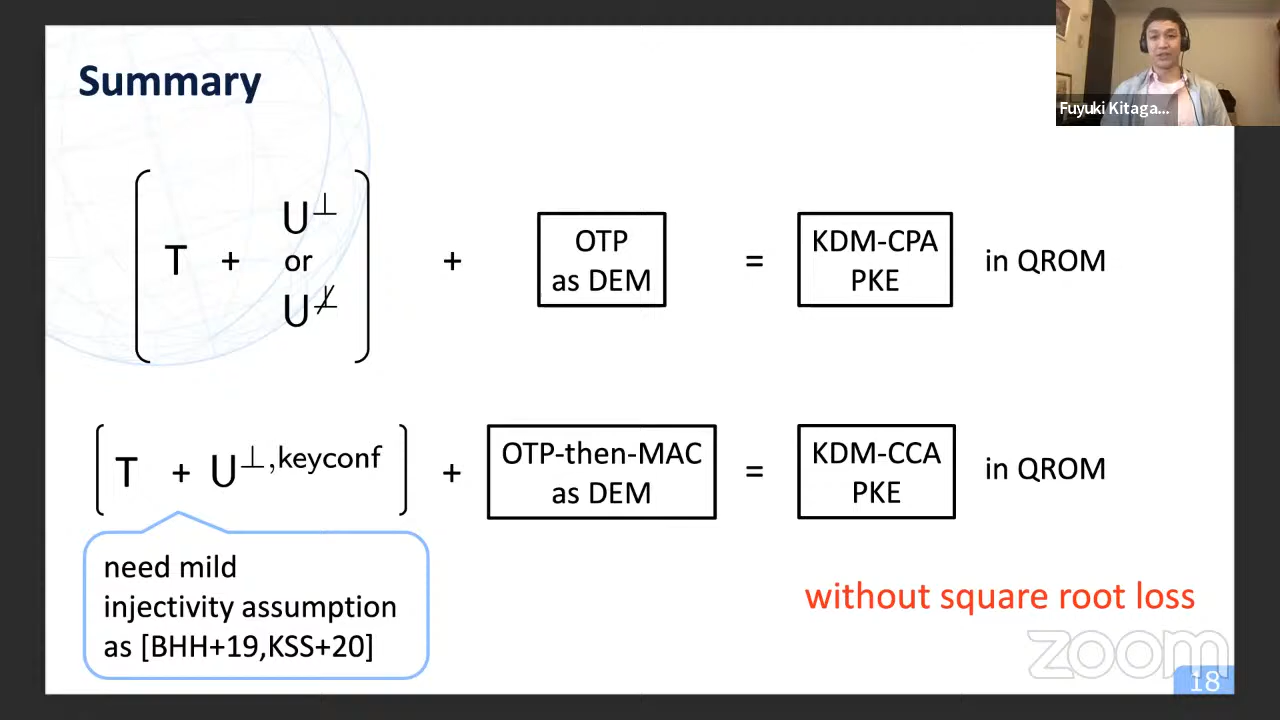 Summary
Fuyuki Kitaga...
T + U⊥ or U⊥̸ + OTP as DEM = KDM-CPA PKE in QROM
T + U⊥,keyconf + OTP-then-MAC as DEM = KDM-CCA PKE in QROM
need mild
injectivity assumption
as [BHH+19,KSS+20]
without square root loss
zoom
18